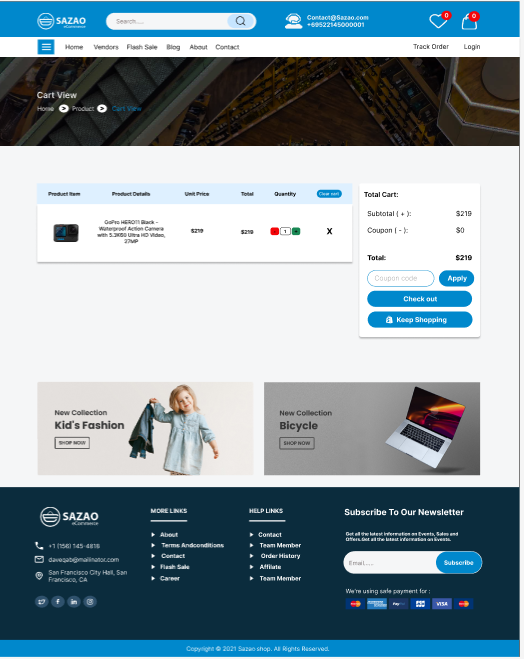 SAZAO
eCommerce
Search.....
Contact@Sazao.com
+69522145000001
0
0
Home Vendors Flash Sale Blog About Contact
Track Order Login
Cart View
Home Product Cart View
Product Item Product Details Unit Price Total Quantity Clear cart
GoPro HERO11 Black -
Waterproof Action Camera
with 5.3K60 Ultra HD Video,
27MP
$219 $219 - 1 + X
Total Cart:
Subtotal ( + ): $219
Coupon ( - ): $0
Total: $219
Coupon code Apply
Check out
Keep Shopping
New Collection
Kid's Fashion
SHOP NOW
New Collection
Bicycle
SHOP NOW
SAZAO
eCommerce
+1 (156) 145-4818
daveqab@mailinator.com
San Francisco City Hall, San
Francisco, CA
MORE LINKS
About
Terms Andconditions
Contact
Flash Sale
Career
HELP LINKS
Contact
Team Member
Order History
Affilate
Team Member
Subscribe To Our Newsletter
Get all the latest information on Events, Sales and
Offers.Get all the latest information on Events.
Email..... Subscribe
We're using safe payment for :
VISA
Copyright © 2021 Sazao shop. All Rights Reserved.